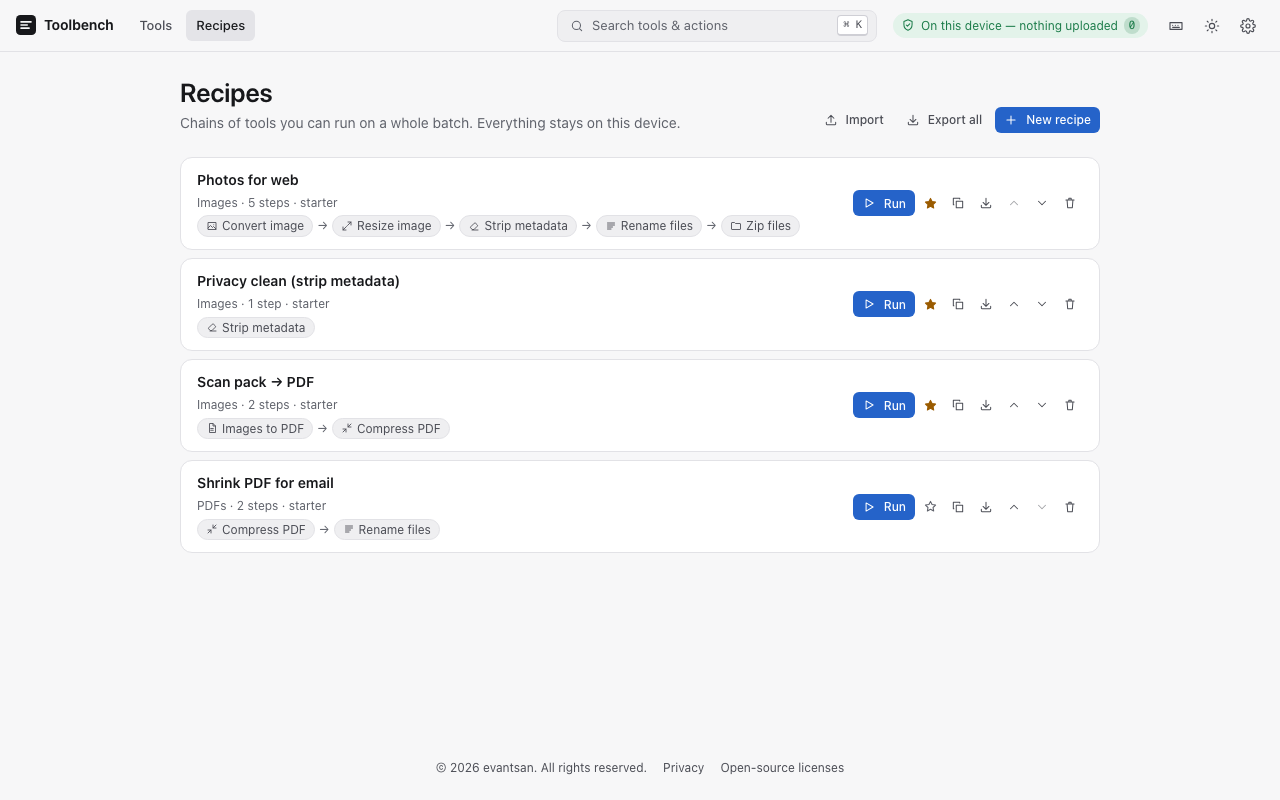 Toolbench
Tools
Recipes
Search tools & actions
⌘ K
On this device — nothing uploaded 0
Recipes
Chains of tools you can run on a whole batch. Everything stays on this device.
Import
Export all
New recipe
Photos for web
Images · 5 steps · starter
Convert image → Resize image → Strip metadata → Rename files → Zip files
Run
Privacy clean (strip metadata)
Images · 1 step · starter
Strip metadata
Run
Scan pack → PDF
Images · 2 steps · starter
Images to PDF → Compress PDF
Run
Shrink PDF for email
PDFs · 2 steps · starter
Compress PDF → Rename files
Run
© 2026 evantsan. All rights reserved.
Privacy
Open-source licenses